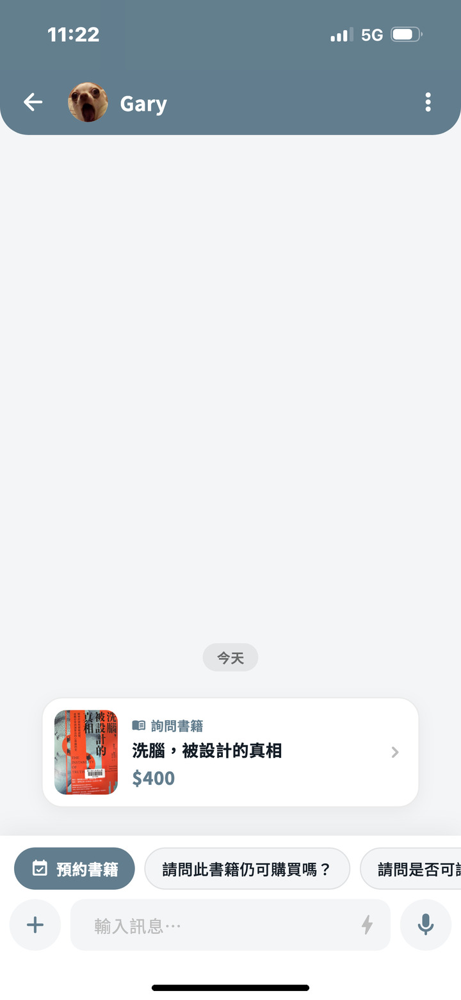 11:22
5G
Gary
今天
洗腦，
被設計的
真相
THE
INSTABILITY
OF
TRUTH
詢問書籍
洗腦，被設計的真相
$400
預約書籍
請問此書籍仍可購買嗎？
請問是否可
輸入訊息…